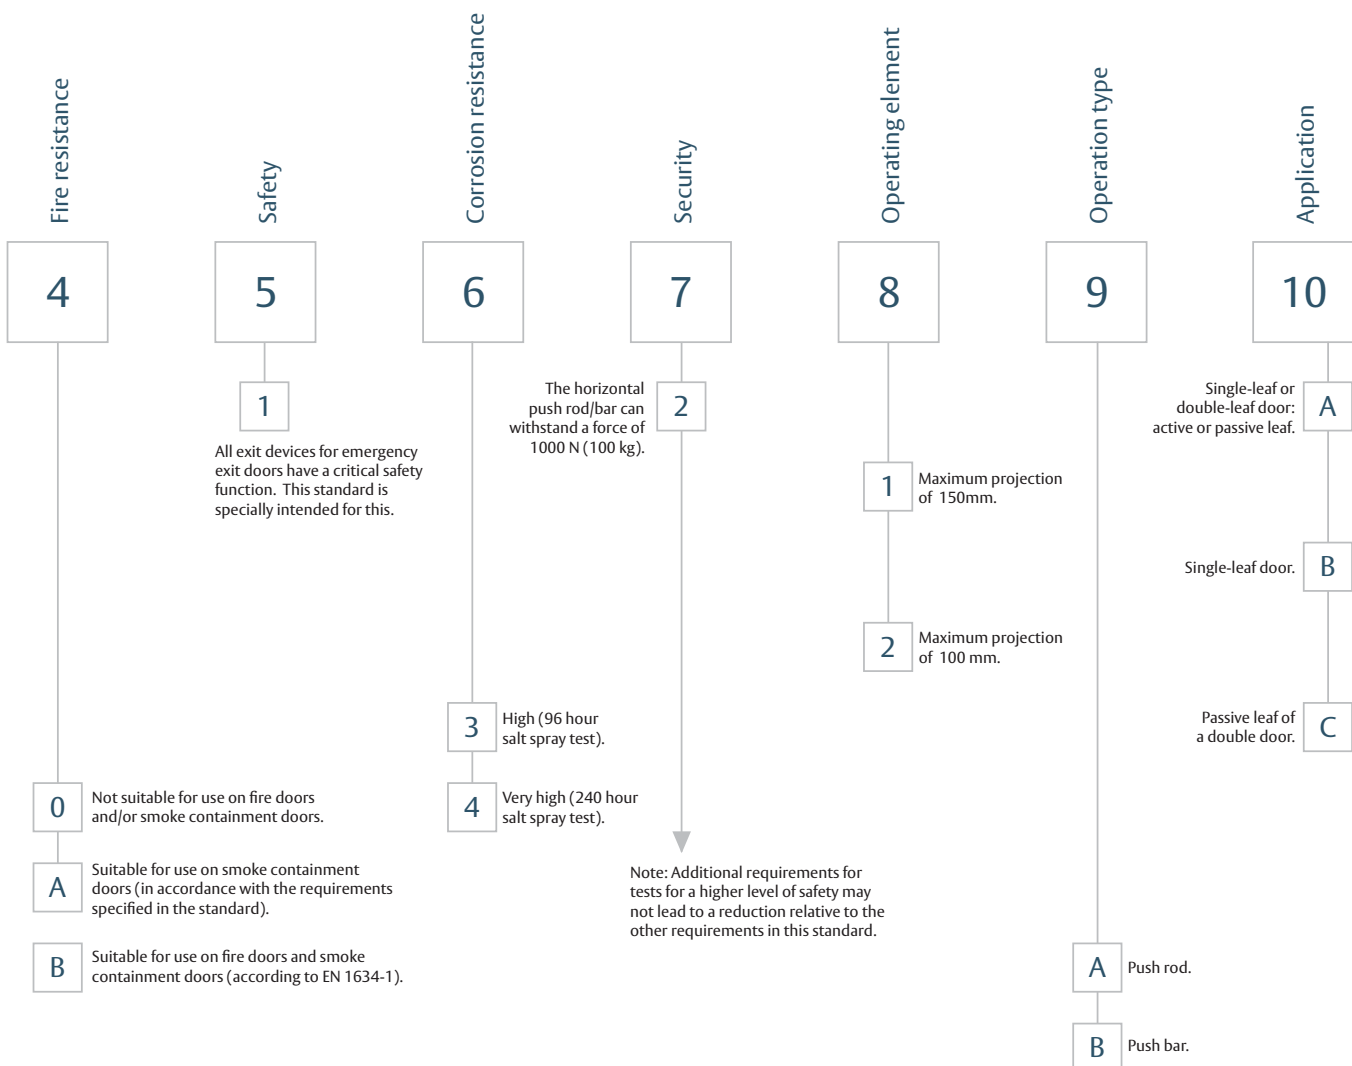 Fire resistance
Safety
Corrosion resistance
Security
Operating element
Operation type
Application
4
5
6
7
8
9
10
1
All exit devices for emergency
exit doors have a critical safety
function. This standard is
specially intended for this.
The horizontal
push rod/bar can
withstand a force of
1000 N (100 kg).
2
Single-leaf or
double-leaf door:
active or passive leaf.
A
1
Maximum projection
of 150mm.
Single-leaf door.
B
2
Maximum projection
of 100 mm.
3
High (96 hour
salt spray test).
Passive leaf of
a double door.
C
0
Not suitable for use on fire doors
and/or smoke containment doors.
4
Very high (240 hour
salt spray test).
A
Suitable for use on smoke containment
doors (in accordance with the requirements
specified in the standard).
Note: Additional requirements for
tests for a higher level of safety may
not lead to a reduction relative to the
other requirements in this standard.
B
Suitable for use on fire doors and smoke
containment doors (according to EN 1634-1).
A
Push rod.
B
Push bar.